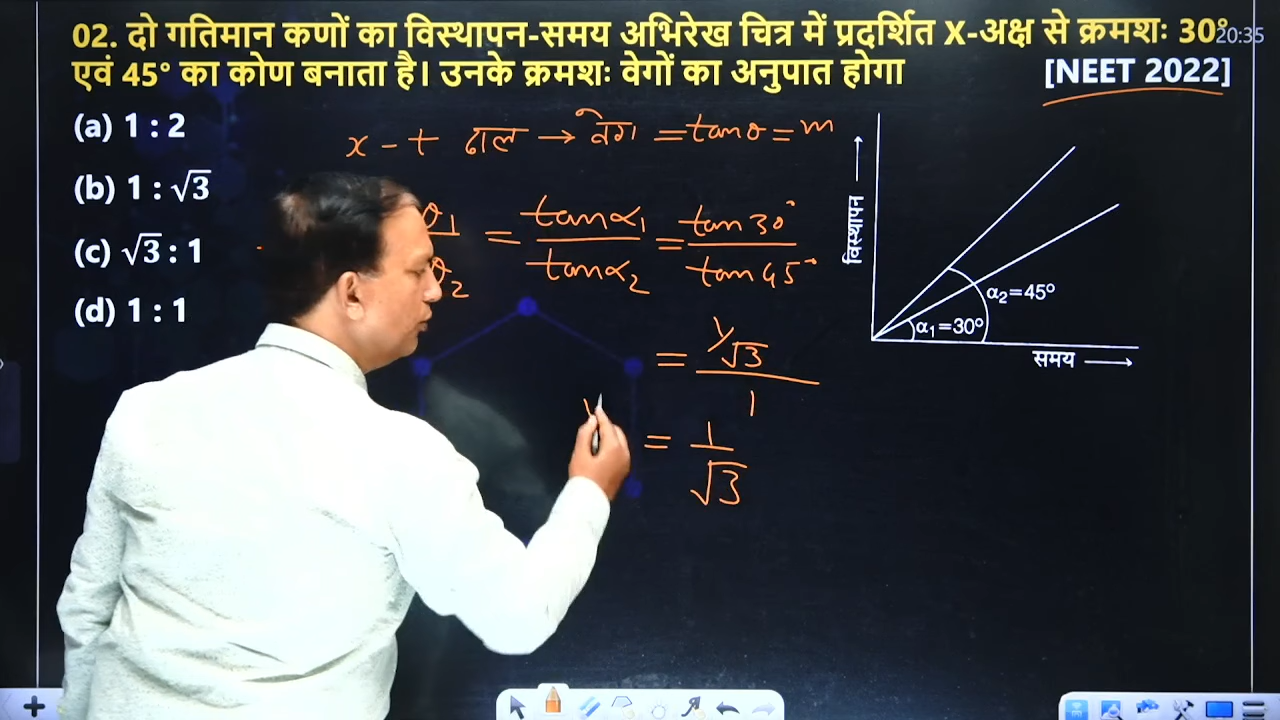 02. दो गतिमान कणों का विस्थापन-समय अभिरेख चित्र में प्रदर्शित X-अक्ष से क्रमशः 30°
20:35
एवं 45° का कोण बनाता है। उनके क्रमशः वेगों का अनुपात होगा [NEET 2022]
(a) 1 : 2
(b) 1 : √3
(c) √3 : 1
(d) 1 : 1
x - t ढाल → वेग = tanθ = m
v1/v2 = tanα1/tanα2 = tan30°/tan45°
= 1/√3 / 1
= 1/√3
विस्थापन
α2=45°
α1=30°
समय